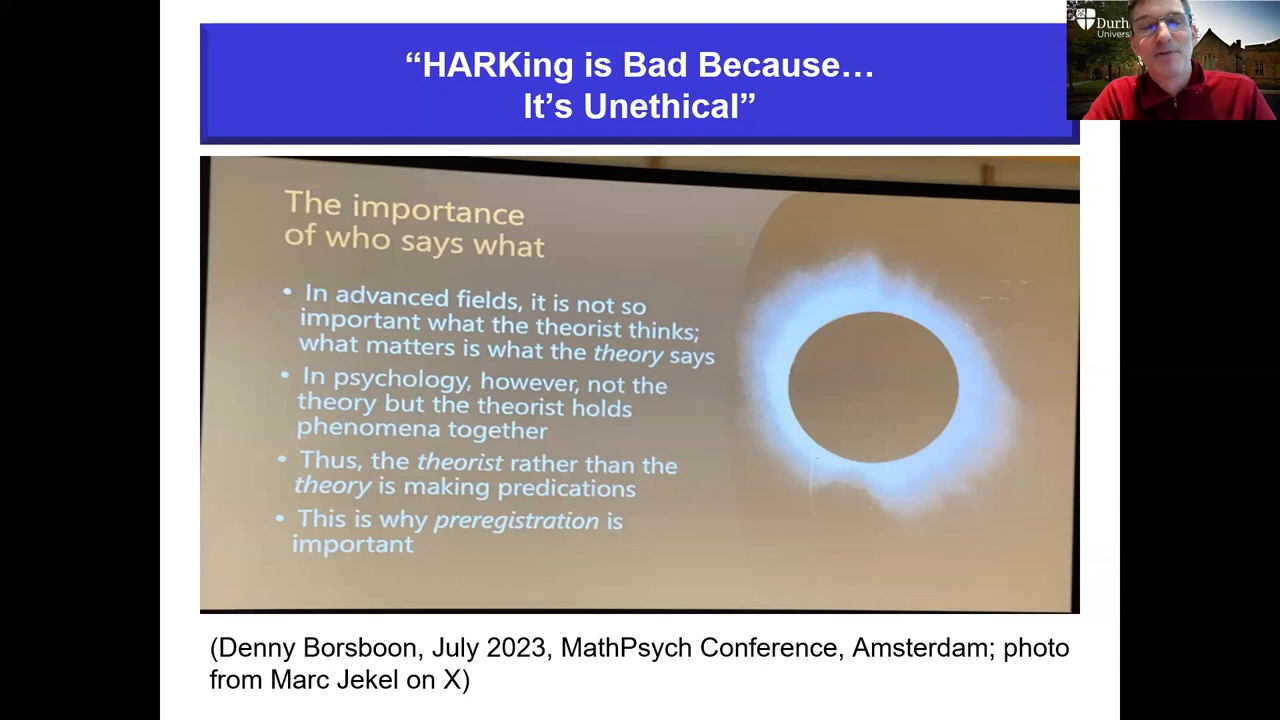 “HARKing is Bad Because…
It’s Unethical”
Durh
Univers
The importance
of who says what
• In advanced fields, it is not so
important what the theorist thinks;
what matters is what the theory says
• In psychology, however, not the
theory but the theorist holds
phenomena together
• Thus, the theorist rather than the
theory is making predications
• This is why preregistration is
important
(Denny Borsboon, July 2023, MathPsych Conference, Amsterdam; photo
from Marc Jekel on X)